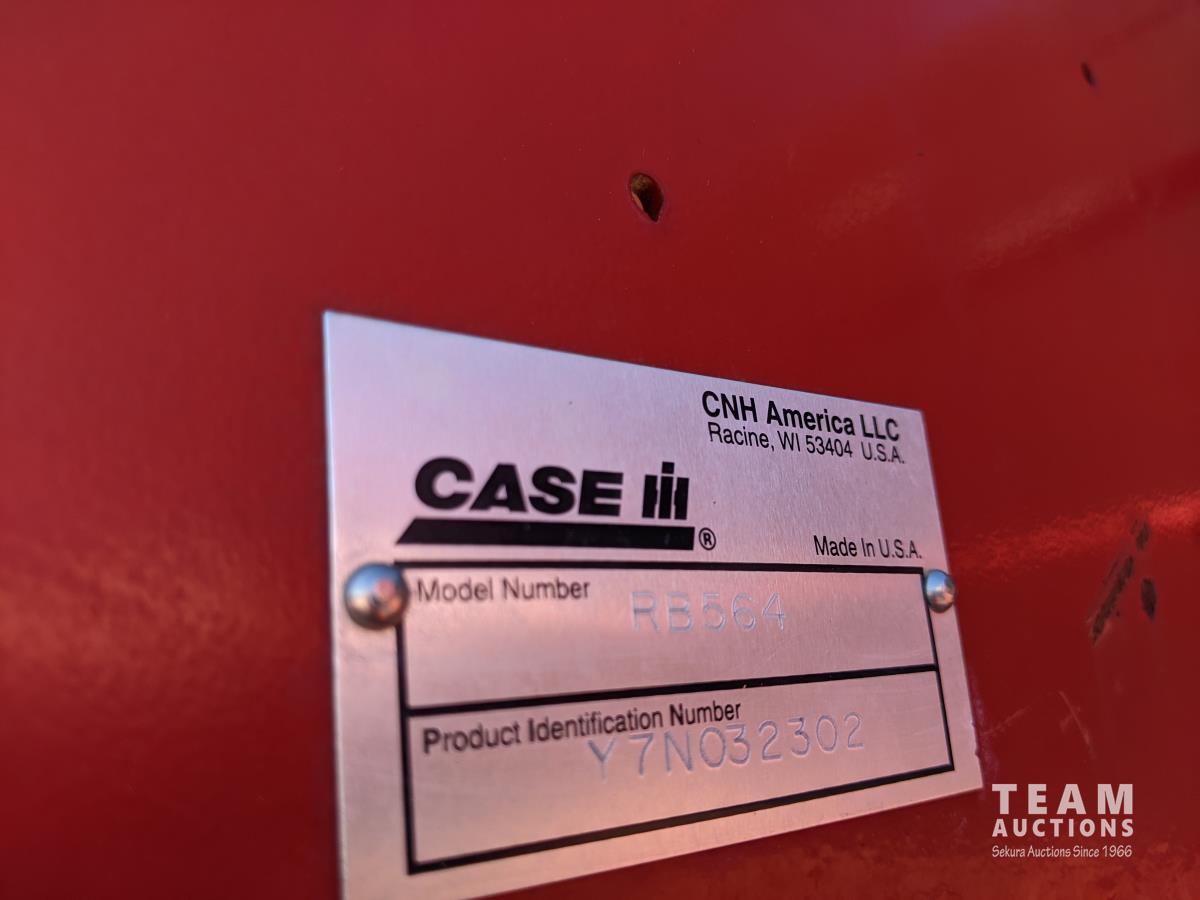 CNH America LLC
Racine, WI 53404 U.S.A.
CASE IH
®
Made In U.S.A.
Model Number RB564
Product Identification Number
Y7N032302
TEAM
AUCTIONS
Sekura Auctions Since 1966